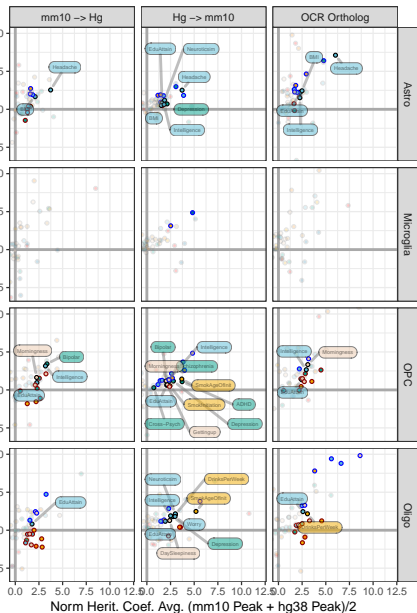 mm10 -> Hg
Hg -> mm10
OCR Ortholog
EduAttain
Neuroticism
BMI
Headache
Headache
Headache
BMI
Intelligence
Intelligence
Astro
Microglia
Morningness
Bipolar
Intelligence
EduAttain
Bipolar
Intelligence
Morningness
Schizophrenia
SmokAgeOfInit
EduAttain
SmokInitiation
ADHD
Cross-Psych
Depression
GettingUp
Intelligence
Morningness
EduAttain
OPC
EduAttain
Neuroticism
DrinksPerWeek
Intelligence
SmokAgeOfInit
Worry
EduAttain
Depression
DaySleepiness
EduAttain
DrinksPerWeek
Oligo
0.0 2.5 5.0 7.5 10.0 12.5 0.0 2.5 5.0 7.5 10.0 12.5 0.0 2.5 5.0 7.5 10.0 12.5
Norm Herit. Coef. Avg. (mm10 Peak + hg38 Peak)/2